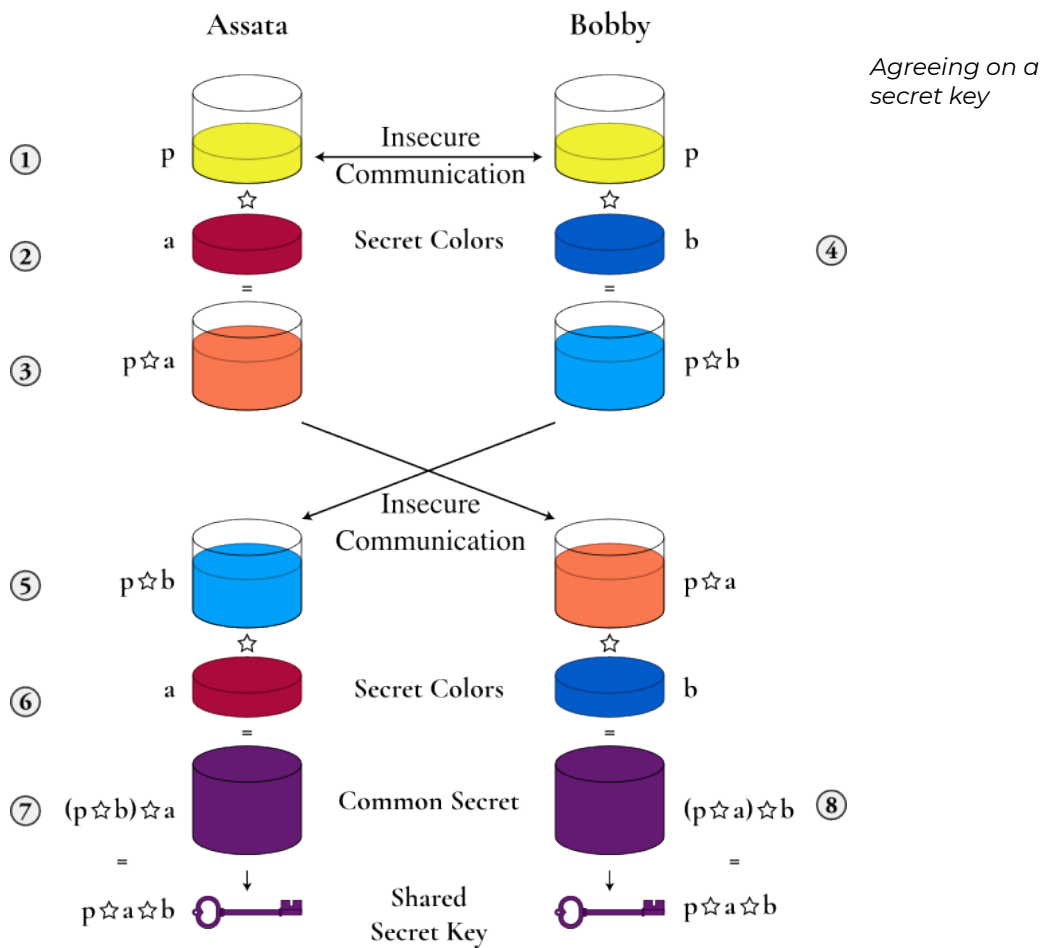 Assata Bobby
Agreeing on a
secret key
① p Insecure p
Communication
☆ ☆
② a Secret Colors b ④
= =
③ p☆a p☆b
Insecure
Communication
⑤ p☆b p☆a
☆ ☆
⑥ a Secret Colors b
= =
⑦ (p☆b)☆a Common Secret (p☆a)☆b ⑧
= =
p☆a☆b Shared p☆a☆b
Secret Key